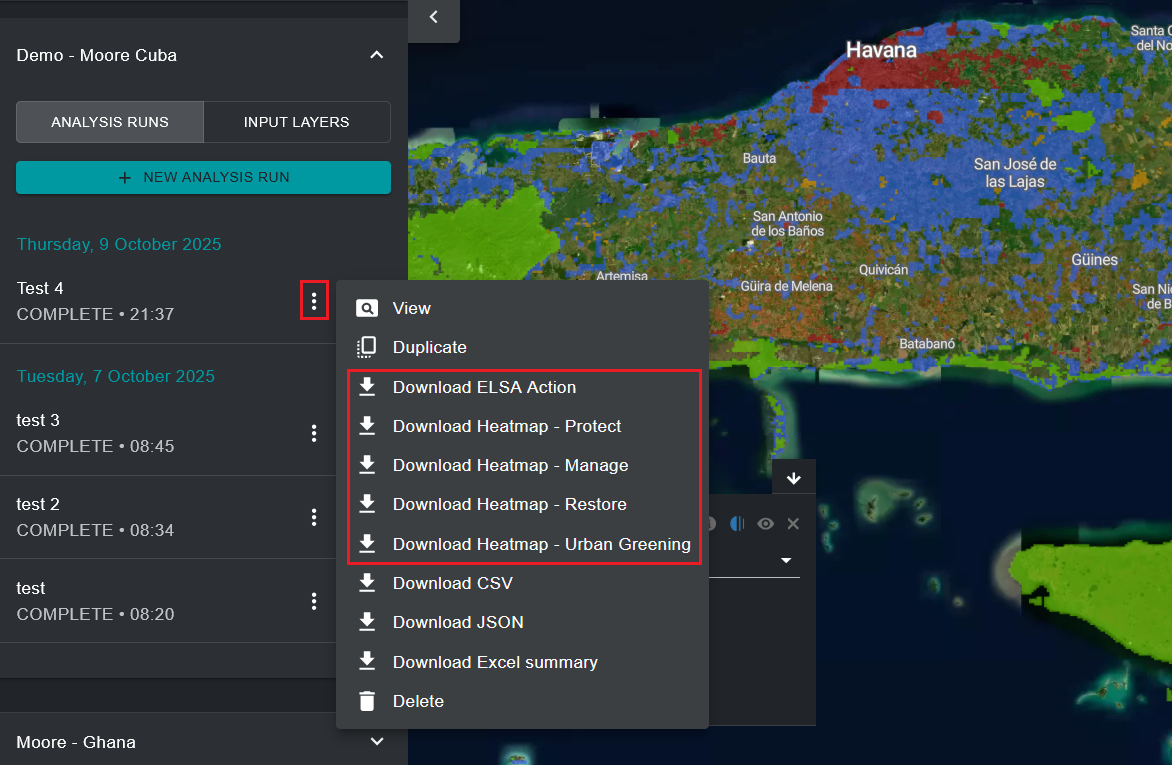 Demo - Moore Cuba
ANALYSIS RUNS
INPUT LAYERS
+ NEW ANALYSIS RUN
Thursday, 9 October 2025
Test 4
COMPLETE • 21:37
Tuesday, 7 October 2025
test 3
COMPLETE • 08:45
test 2
COMPLETE • 08:34
test
COMPLETE • 08:20
Moore - Ghana
View
Duplicate
Download ELSA Action
Download Heatmap - Protect
Download Heatmap - Manage
Download Heatmap - Restore
Download Heatmap - Urban Greening
Download CSV
Download JSON
Download Excel summary
Delete
Havana
Santa C
del No
Bauta
San José de
las Lajas
San Antonio
de los Baños
Artemisa
Quivicán
Güines
Güira de Melena
San Ni
de B
Batabanó